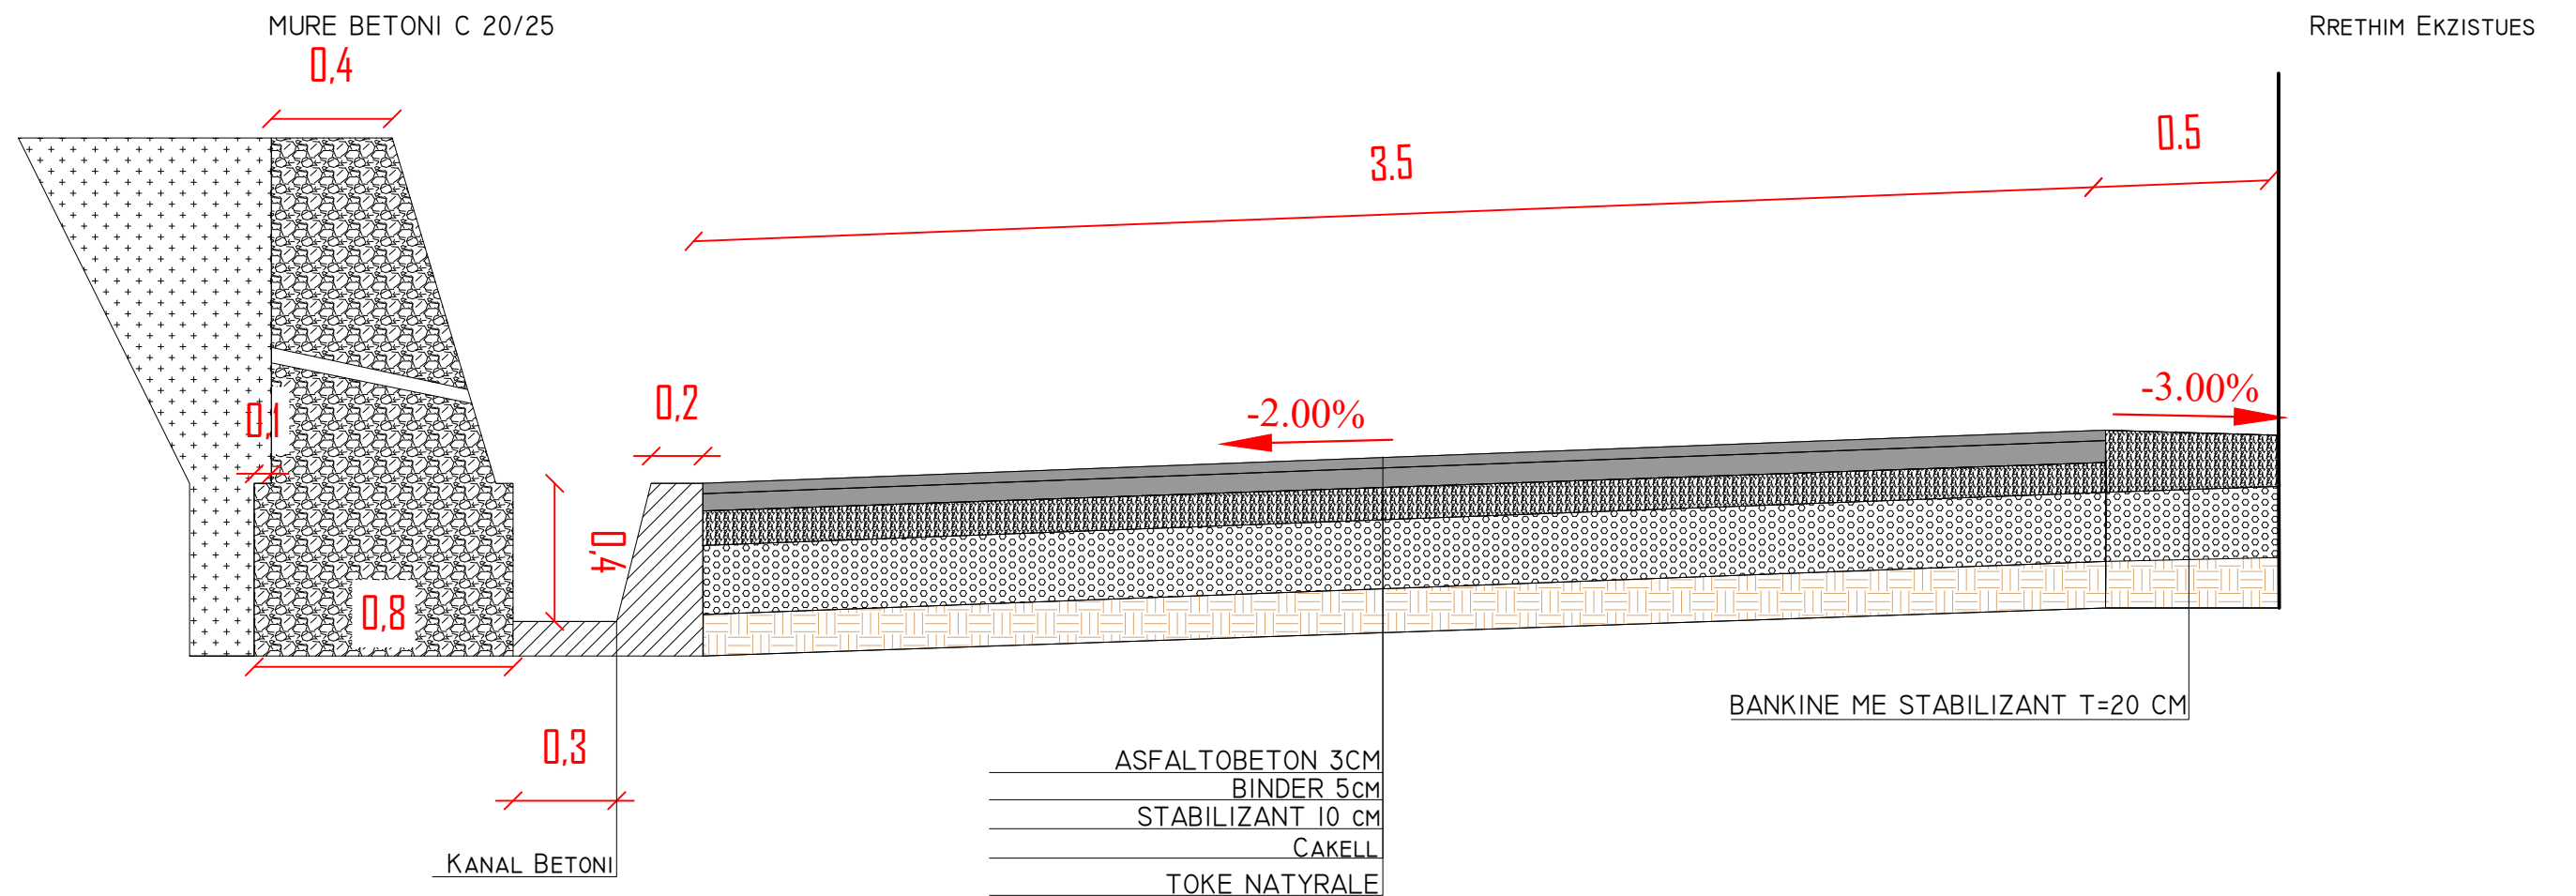 MURE BETONI C 20/25
RRETHIM EKZISTUES
0,4
0.5
3.5
-3.00%
0,2
-2.00%
0,1
0,4
0,8
BANKINE ME STABILIZANT T=20 CM
0,3
ASFALTOBETON 3CM
BINDER 5CM
STABILIZANT 10 CM
CAKELL
KANAL BETONI
TOKE NATYRALE